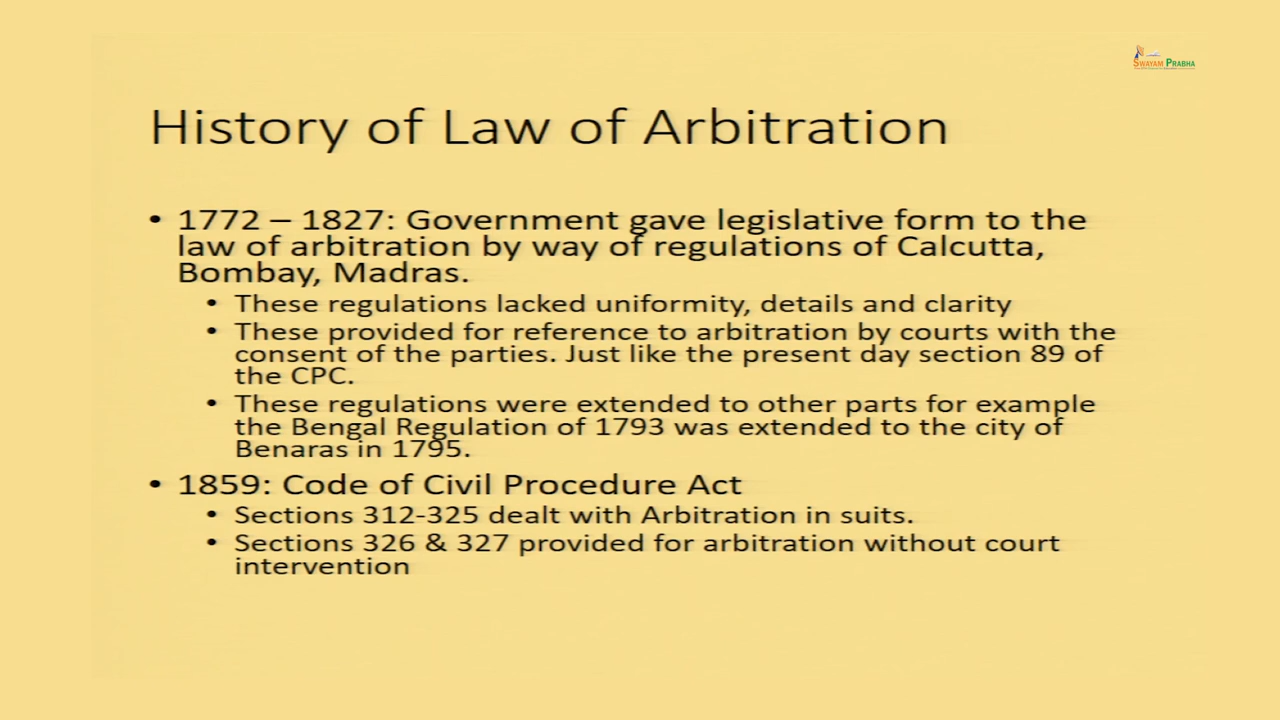 SWAYAM PRABHA
History of Law of Arbitration
• 1772 – 1827: Government gave legislative form to the
law of arbitration by way of regulations of Calcutta,
Bombay, Madras.
• These regulations lacked uniformity, details and clarity
• These provided for reference to arbitration by courts with the
consent of the parties. Just like the present day section 89 of
the CPC.
• These regulations were extended to other parts for example
the Bengal Regulation of 1793 was extended to the city of
Benaras in 1795.
• 1859: Code of Civil Procedure Act
• Sections 312-325 dealt with Arbitration in suits.
• Sections 326 & 327 provided for arbitration without court
intervention